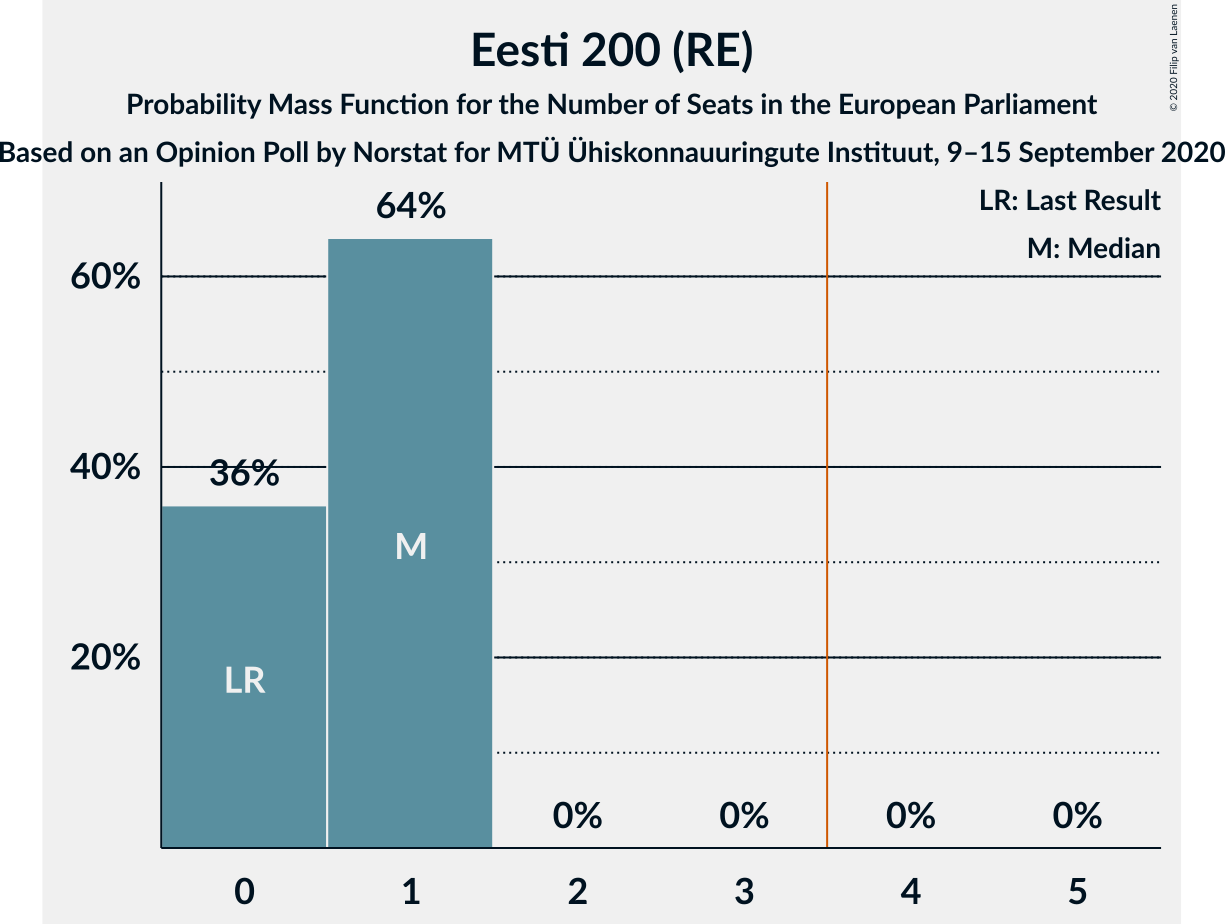 Eesti 200 (RE)
Probability Mass Function for the Number of Seats in the European Parliament
Based on an Opinion Poll by Norstat for MTÜ Ühiskonnauuringute Instituut, 9–15 September 2020
© 2020 Filip van Laenen
LR: Last Result
M: Median
64%
60%
40%
36%
M
20%
LR
0% 0% 0% 0%
0 1 2 3 4 5